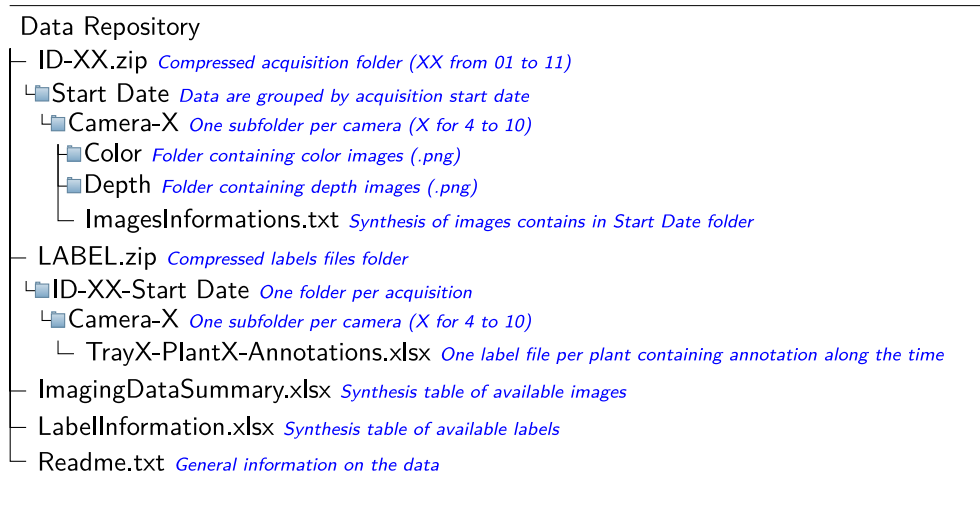 Data Repository
ID-XX.zip Compressed acquisition folder (XX from 01 to 11)
Start Date Data are grouped by acquisition start date
Camera-X One subfolder per camera (X for 4 to 10)
Color Folder containing color images (.png)
Depth Folder containing depth images (.png)
ImagesInformations.txt Synthesis of images contains in Start Date folder
LABEL.zip Compressed labels files folder
ID-XX-Start Date One folder per acquisition
Camera-X One subfolder per camera (X for 4 to 10)
TrayX-PlantX-Annotations.xlsx One label file per plant containing annotation along the time
ImagingDataSummary.xlsx Synthesis table of available images
LabelInformation.xlsx Synthesis table of available labels
Readme.txt General information on the data